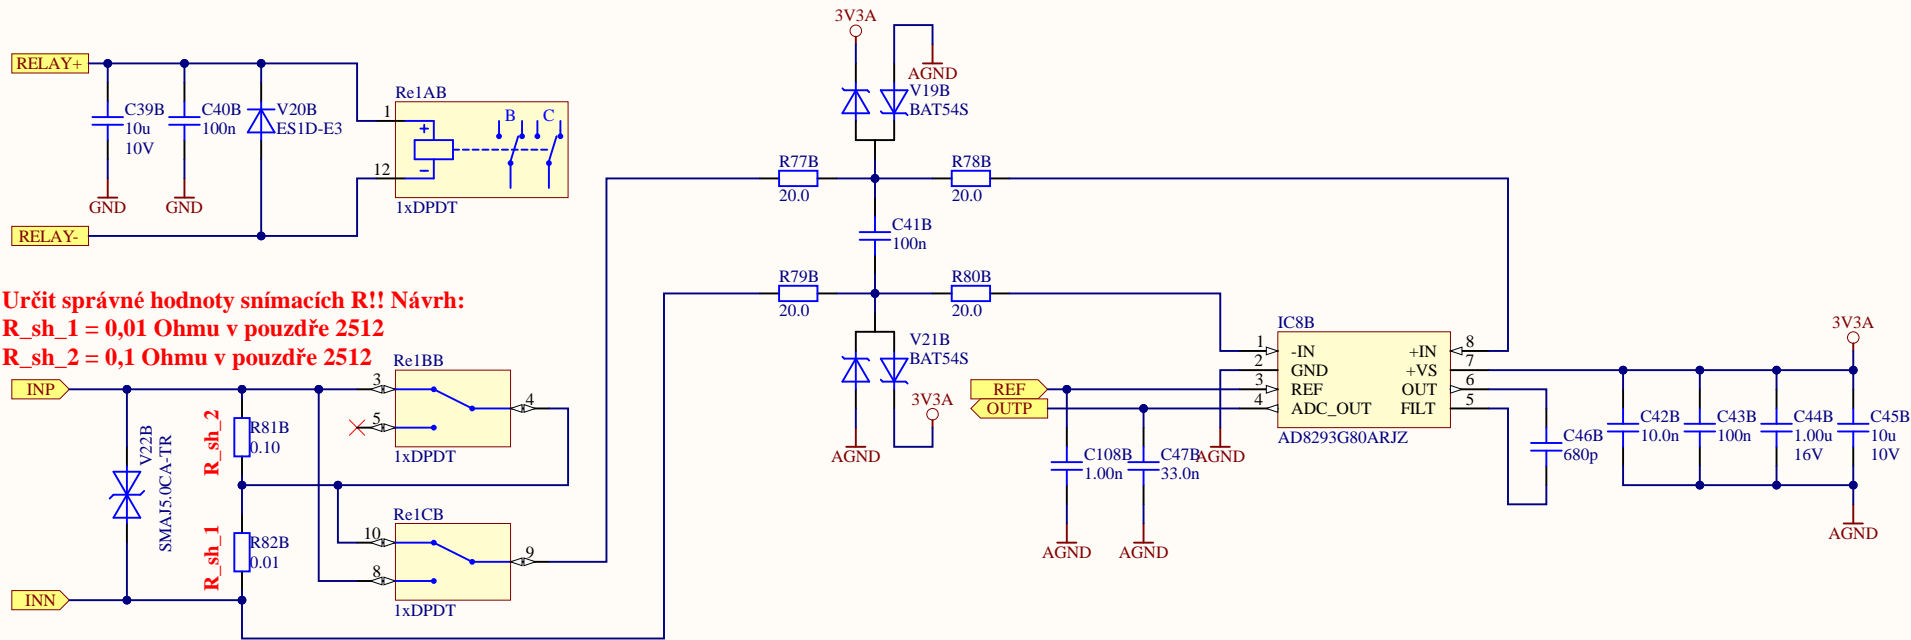 3V3A
AGND
V19B
BAT54S
RELAY+
C39B
10u
10V
C40B
100n
V20B
ES1D-E3
Re1AB
1
12
+
−
B
C
1xDPDT
GND
GND
RELAY-
R77B
20.0
R78B
20.0
C41B
100n
R79B
20.0
R80B
20.0
Určit správné hodnoty snímacích R!! Návrh:
R_sh_1 = 0,01 Ohmu v pouzdře 2512
R_sh_2 = 0,1 Ohmu v pouzdře 2512
V21B
BAT54S
3V3A
AGND
INP
V22B
SMAJ5.0CA-TR
R_sh_2
R81B
0.10
R_sh_1
R82B
0.01
INN
Re1BB
3
5
4
1xDPDT
Re1CB
10
8
9
1xDPDT
REF
OUTP
C108B
1.00n
C47B
33.0n
AGND
AGND
AGND
IC8B
1
-IN
2
GND
3
REF
4
ADC_OUT
+IN
8
+VS
7
OUT
6
FILT
5
AD8293G80ARJZ
C46B
680p
3V3A
C42B
10.0n
C43B
100n
C44B
1.00u
16V
C45B
10u
10V
AGND